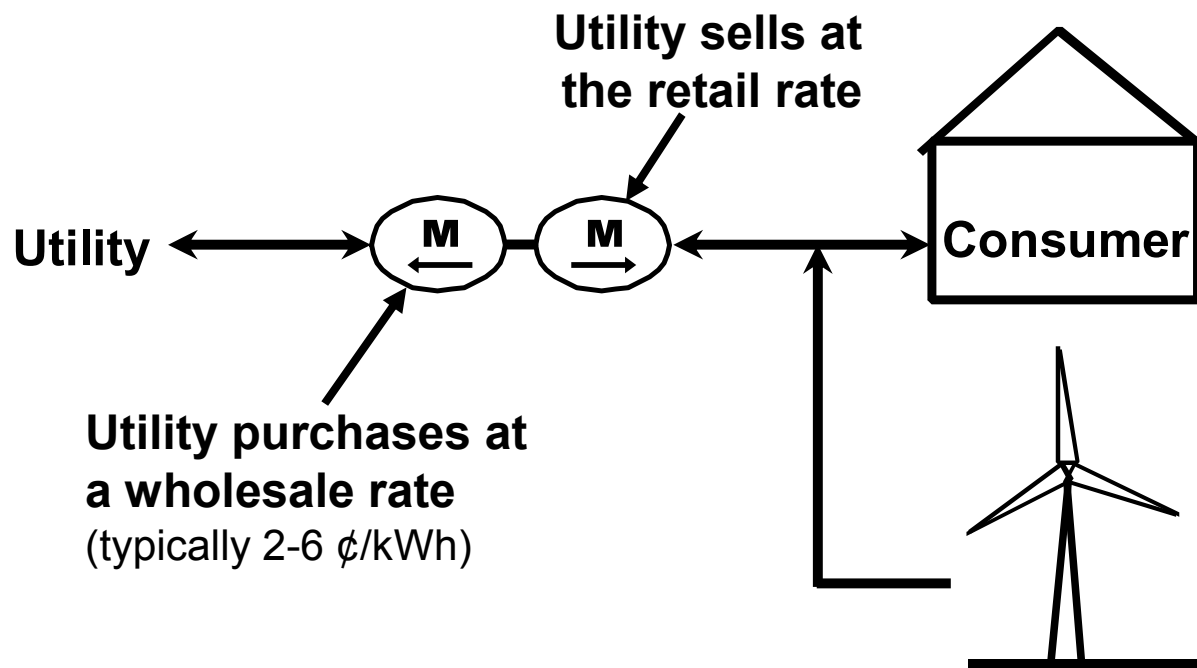 Utility sells at
the retail rate
Utility
M
M
Consumer
Utility purchases at
a wholesale rate
(typically 2-6 ¢/kWh)